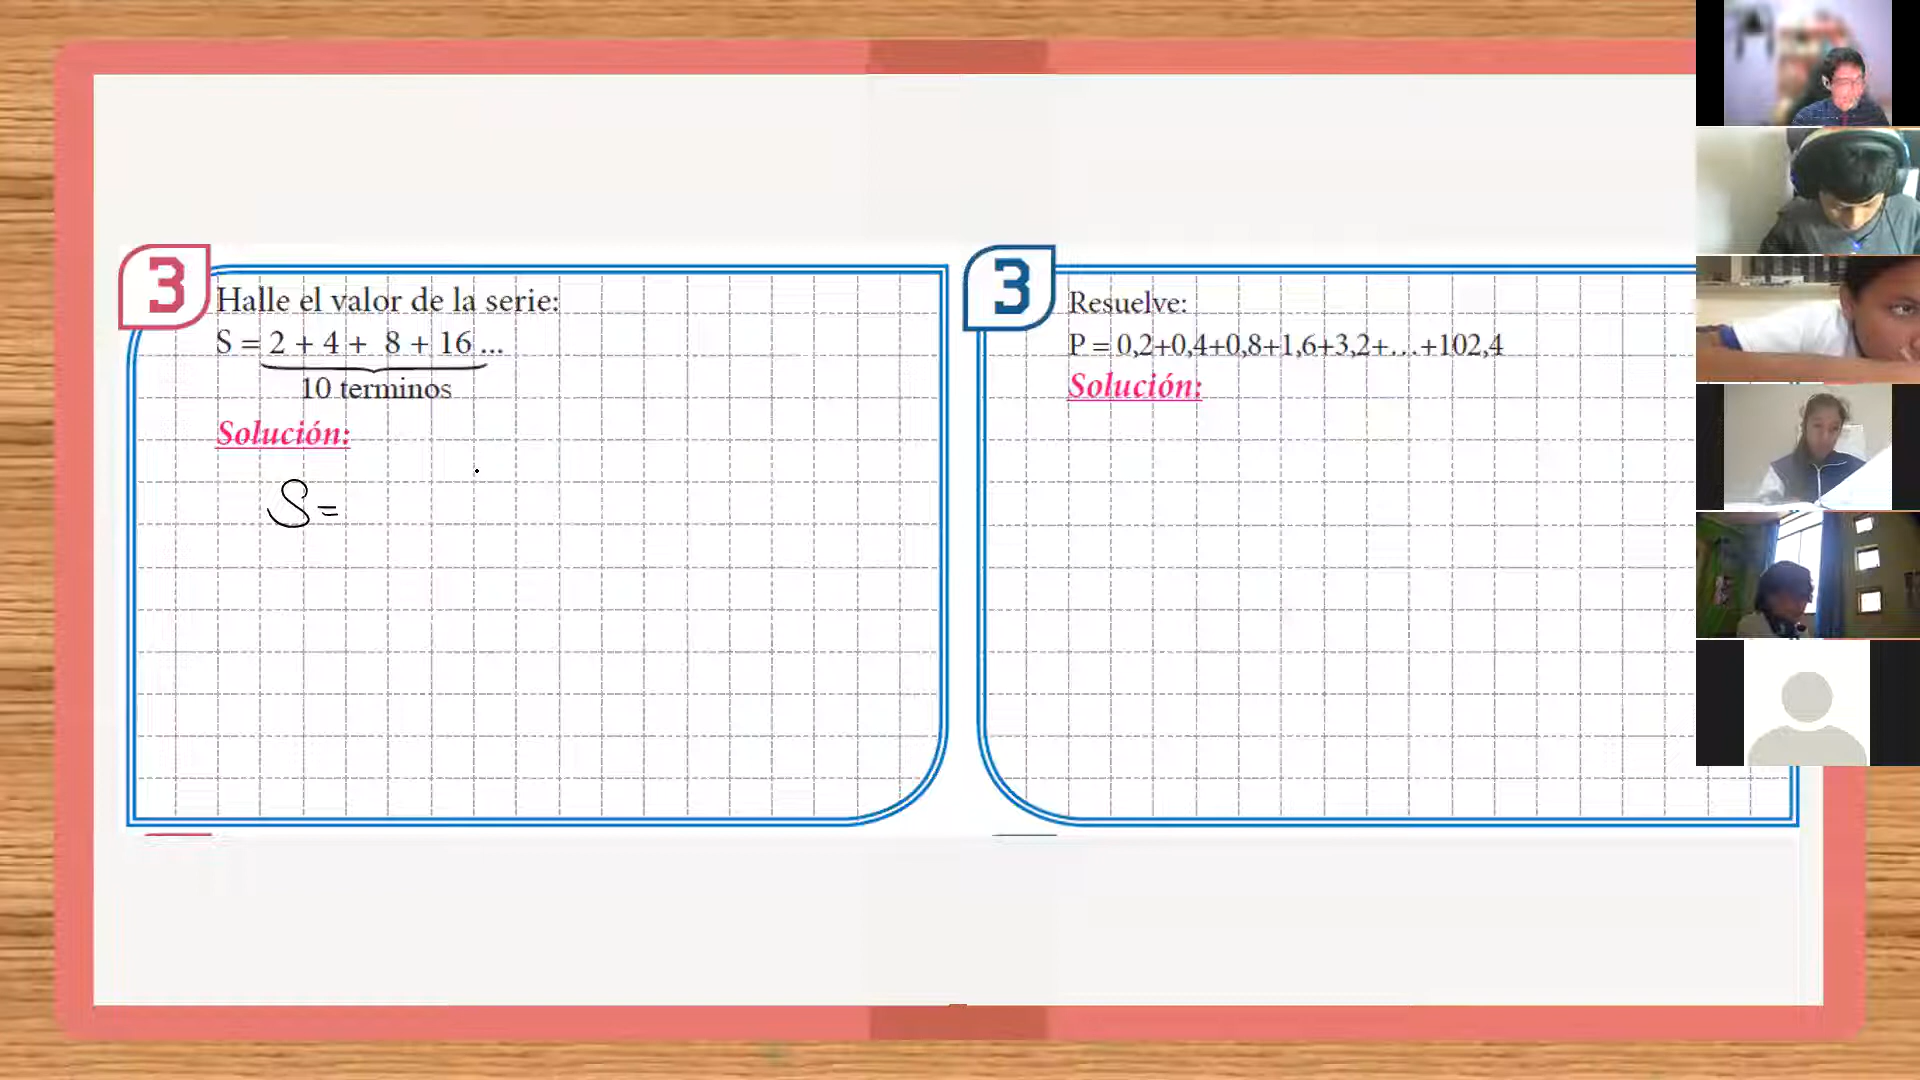 3
Halle el valor de la serie:
S = 2 + 4 + 8 + 16 ...
10 terminos
Solución:
S=
3
Resuelve:
P = 0,2+0,4+0,8+1,6+3,2+...+102,4
Solución: